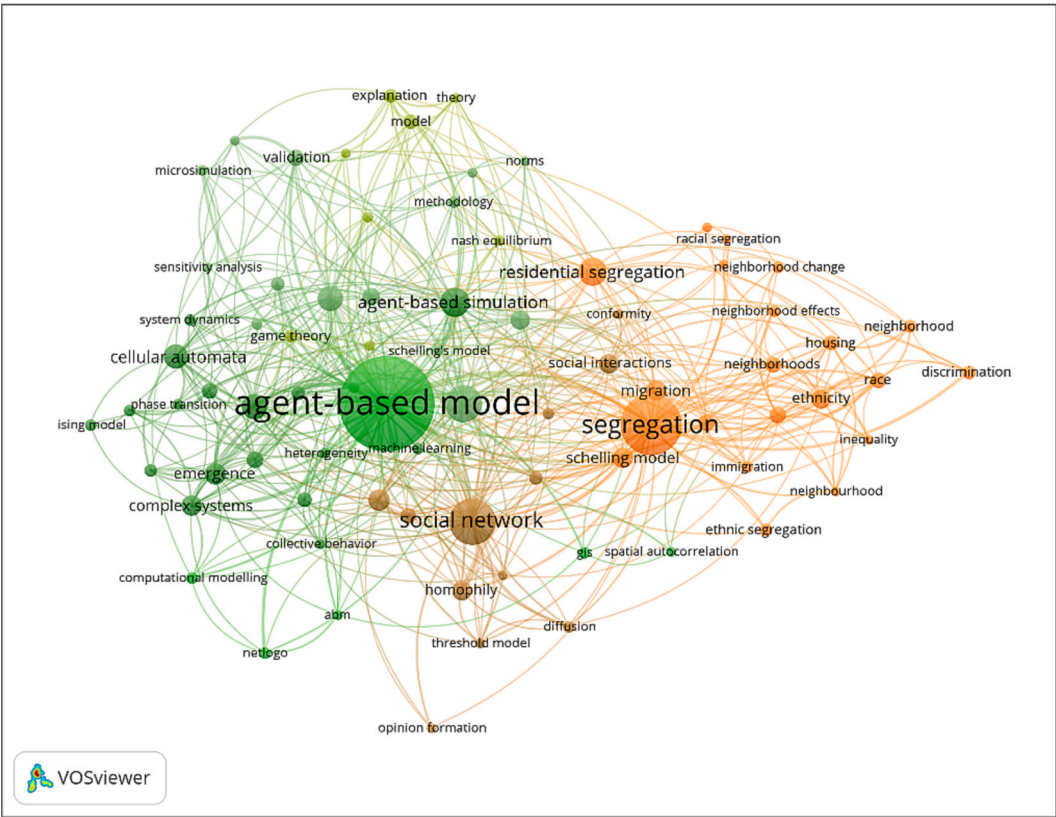 explanation
theory
model
validation
microsimulation
norms
methodology
racial segregation
nash equilibrium
sensitivity analysis
residential segregation
neighborhood change
agent-based simulation
conformity
neighborhood effects
system dynamics
game theory
neighborhood
housing
schelling's model
cellular automata
social interactions
neighborhoods
discrimination
race
migration
ethnicity
phase transition
agent-based model
ising model
segregation
inequality
machine learning
heterogeneity
schelling model
immigration
emergence
neighbourhood
complex systems
social network
ethnic segregation
collective behavior
gis
spatial autocorrelation
computational modelling
homophily
abm
diffusion
threshold model
netlogo
opinion formation
VOSviewer